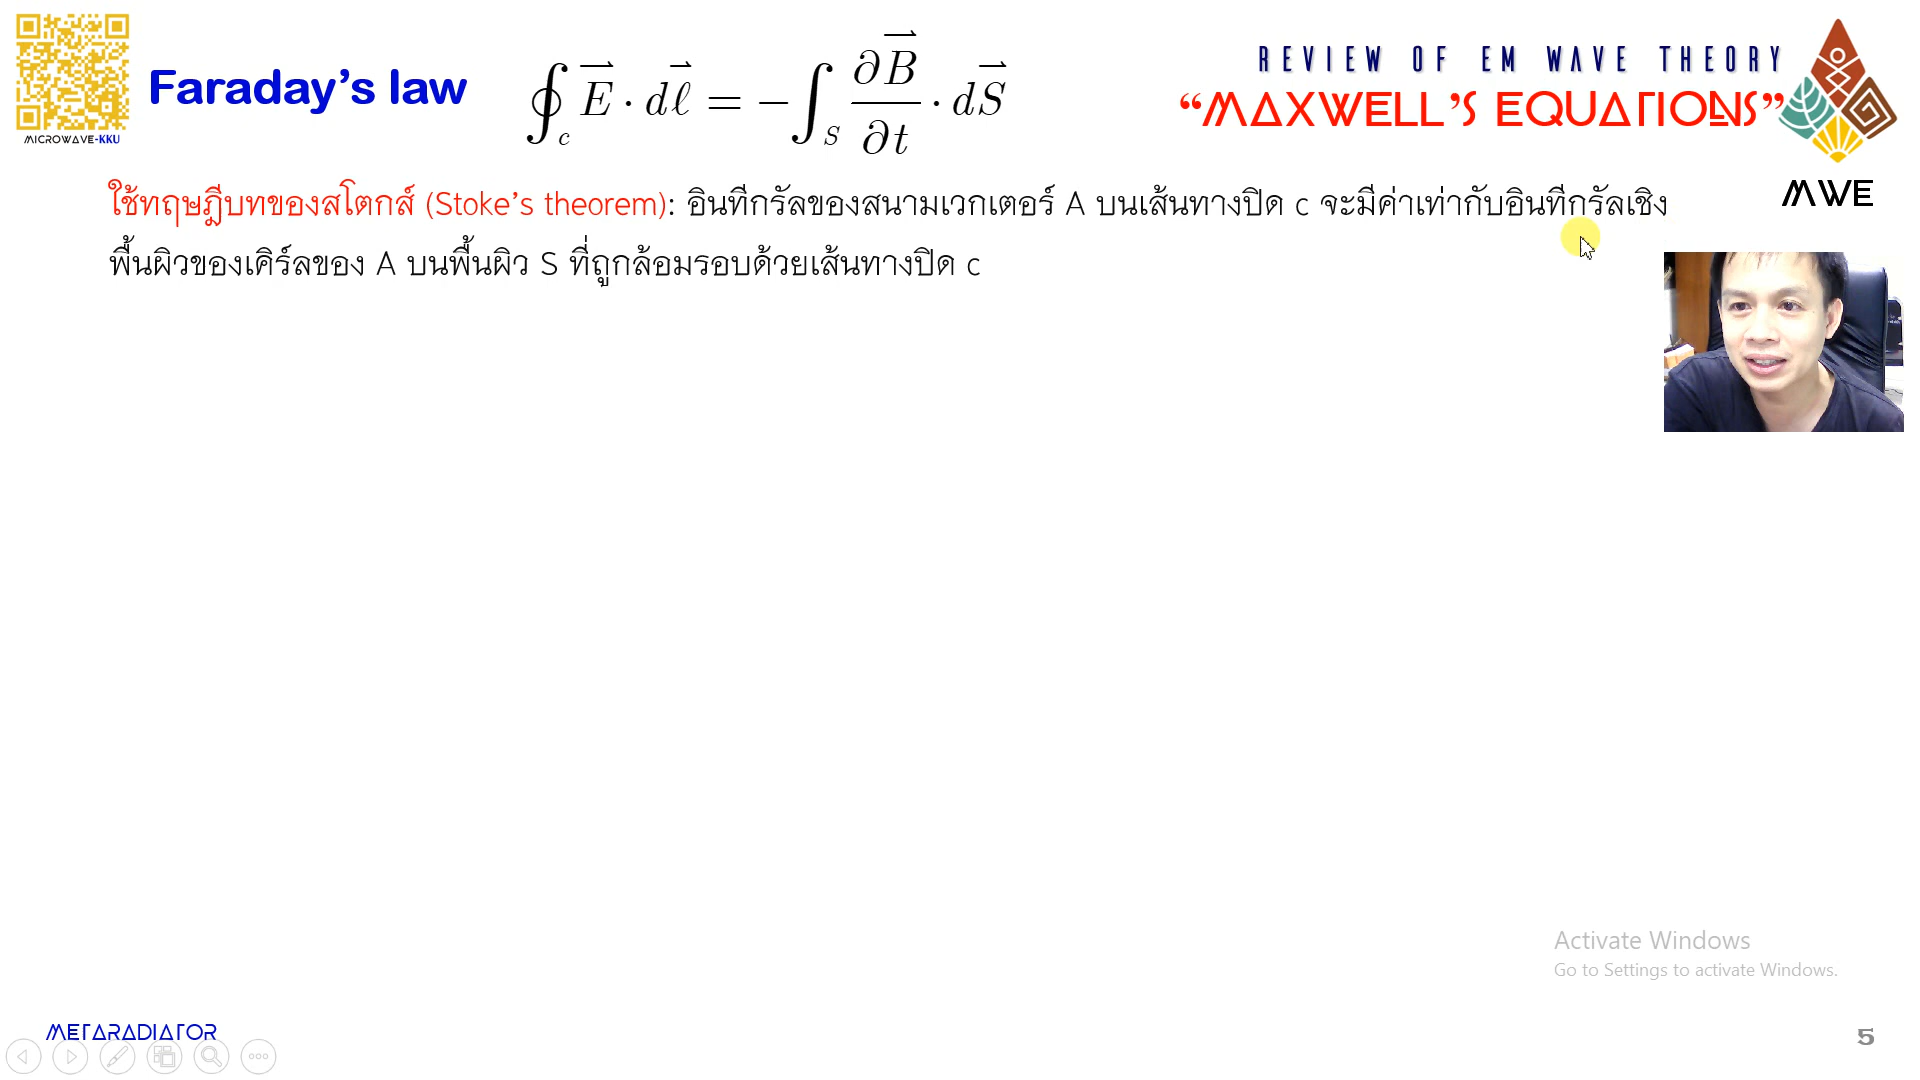 REVIEW OF EM WAVE THEORY
Faraday's law
∮_c E⃗ · dℓ⃗ = −∫_S ∂B⃗/∂t · dS⃗
“MAXWELL'S EQUATIONS”
MICROWAVE-KKU
MWE
ใช้ทฤษฎีบทของสโตกส์ (Stoke's theorem): อินทีกรัลของสนามเวกเตอร์ A บนเส้นทางปิด c จะมีค่าเท่ากับอินทีกรัลเชิง
พื้นผิวของเคิร์ลของ A บนพื้นผิว S ที่ถูกล้อมรอบด้วยเส้นทางปิด c
Activate Windows
Go to Settings to activate Windows.
METARADIATOR
5